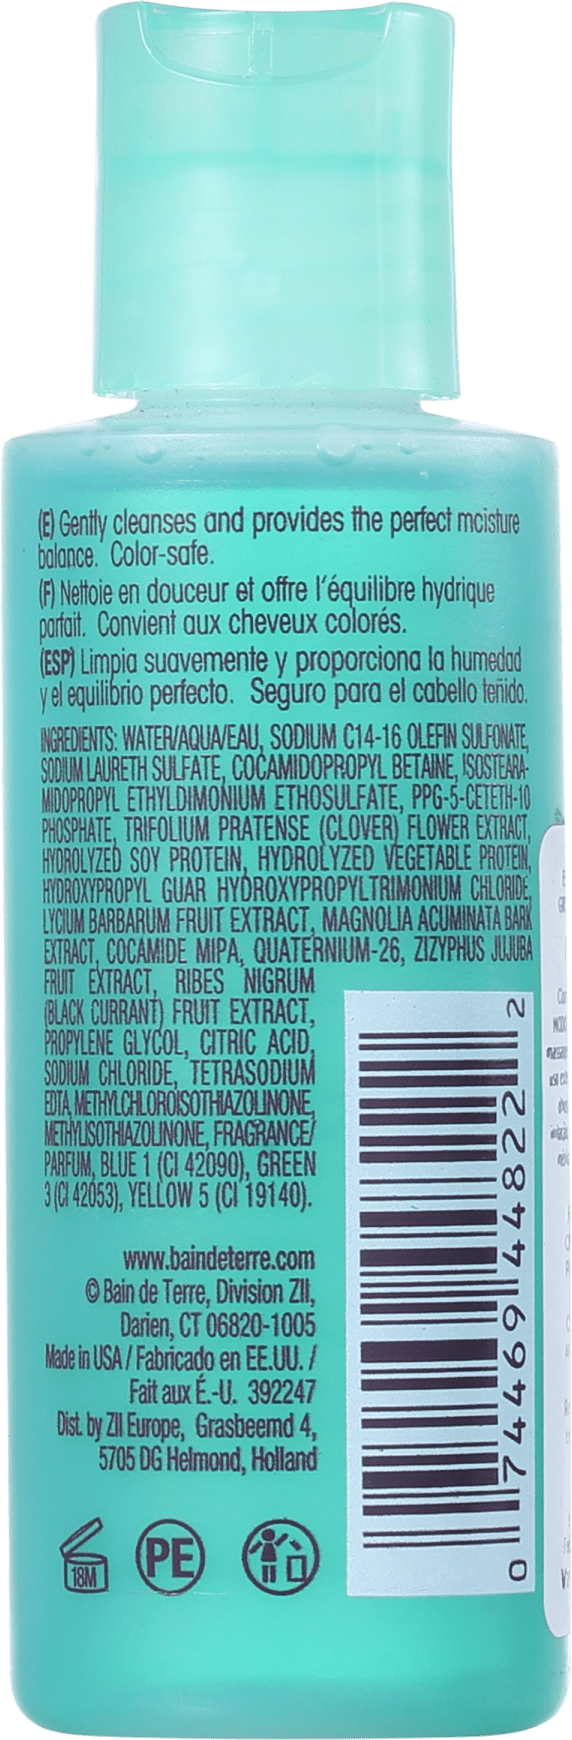 (E) Gently cleanses and provides the perfect moisture
balance. Color-safe.
(F) Nettoie en douceur et offre l'équilibre hydrique
parfait. Convient aux cheveux colorés.
(ESP) Limpia suavemente y proporciona la humedad
y el equilibrio perfecto. Seguro para el cabello teñido.
INGREDIENTS: WATER/AQUA/EAU, SODIUM C14-16 OLEFIN SULFONATE,
SODIUM LAURETH SULFATE, COCAMIDOPROPYL BETAINE, ISOSTEARA-
MIDOPROPYL ETHYLDIMONIUM ETHOSULFATE, PPG-5-CETETH-10
PHOSPHATE, TRIFOLIUM PRATENSE (CLOVER) FLOWER EXTRACT,
HYDROLYZED SOY PROTEIN, HYDROLYZED VEGETABLE PROTEIN,
HYDROXYPROPYL GUAR HYDROXYPROPYLTRIMONIUM CHLORIDE,
LYCIUM BARBARUM FRUIT EXTRACT, MAGNOLIA ACUMINATA BARK
EXTRACT, COCAMIDE MIPA, QUATERNIUM-26, ZIZYPHUS JUJUBA
FRUIT EXTRACT, RIBES NIGRUM
(BLACK CURRANT) FRUIT EXTRACT,
PROPYLENE GLYCOL, CITRIC ACID,
SODIUM CHLORIDE, TETRASODIUM
EDTA, METHYLCHLOROISOTHIAZOLINONE,
METHYLISOTHIAZOLINONE, FRAGRANCE/
PARFUM, BLUE 1 (CI 42090), GREEN
3 (CI 42053), YELLOW 5 (CI 19140).
www.baindeterre.com
© Bain de Terre, Division ZII,
Darien, CT 06820-1005
Made in USA / Fabricado en EE.UU. /
Fait aux É.-U. 392247
Dist. by ZII Europe, Grasbeemd 4,
5705 DG Helmond, Holland
18M
PE
0 74469 44822 2